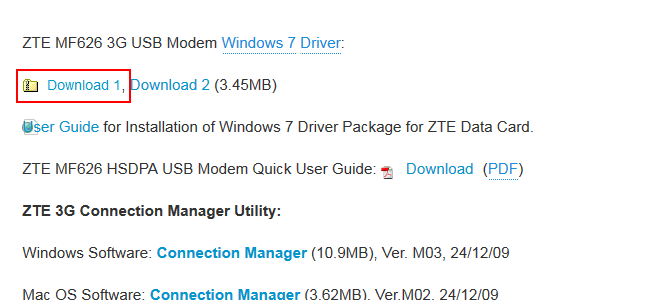 ZTE MF626 3G USB Modem Windows 7 Driver:
Download 1, Download 2 (3.45MB)
User Guide for Installation of Windows 7 Driver Package for ZTE Data Card.
ZTE MF626 HSDPA USB Modem Quick User Guide: Download (PDF)
ZTE 3G Connection Manager Utility:
Windows Software: Connection Manager (10.9MB), Ver. M03, 24/12/09
Mac OS Software: Connection Manager (3.62MB), Ver.M02, 24/12/09